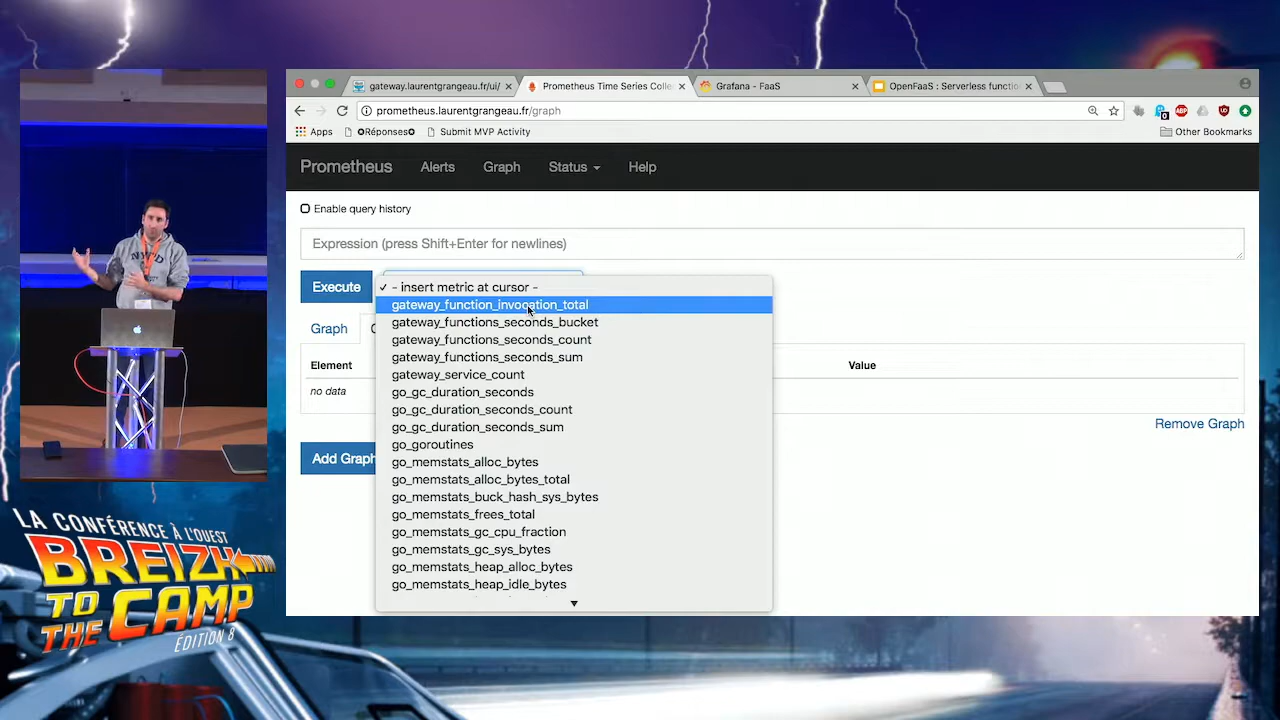 gateway.laurentgrangeau.fr/ui/
Prometheus Time Series Colle
Grafana - FaaS
OpenFaaS : Serverless functio
prometheus.laurentgrangeau.fr/graph
Apps
Réponses
Submit MVP Activity
Other Bookmarks
Prometheus Alerts Graph Status Help
Enable query history
Expression (press Shift+Enter for newlines)
Execute
✓ - insert metric at cursor -
gateway_function_invocation_total
gateway_functions_seconds_bucket
gateway_functions_seconds_count
gateway_functions_seconds_sum
gateway_service_count
go_gc_duration_seconds
go_gc_duration_seconds_count
go_gc_duration_seconds_sum
go_goroutines
go_memstats_alloc_bytes
go_memstats_alloc_bytes_total
go_memstats_buck_hash_sys_bytes
go_memstats_frees_total
go_memstats_gc_cpu_fraction
go_memstats_gc_sys_bytes
go_memstats_heap_alloc_bytes
go_memstats_heap_idle_bytes
Graph
Element
Value
no data
Remove Graph
Add Graph
LA CONFÉRENCE À L'OUEST
BREIZH
TO
THE CAMP
ÉDITION 8